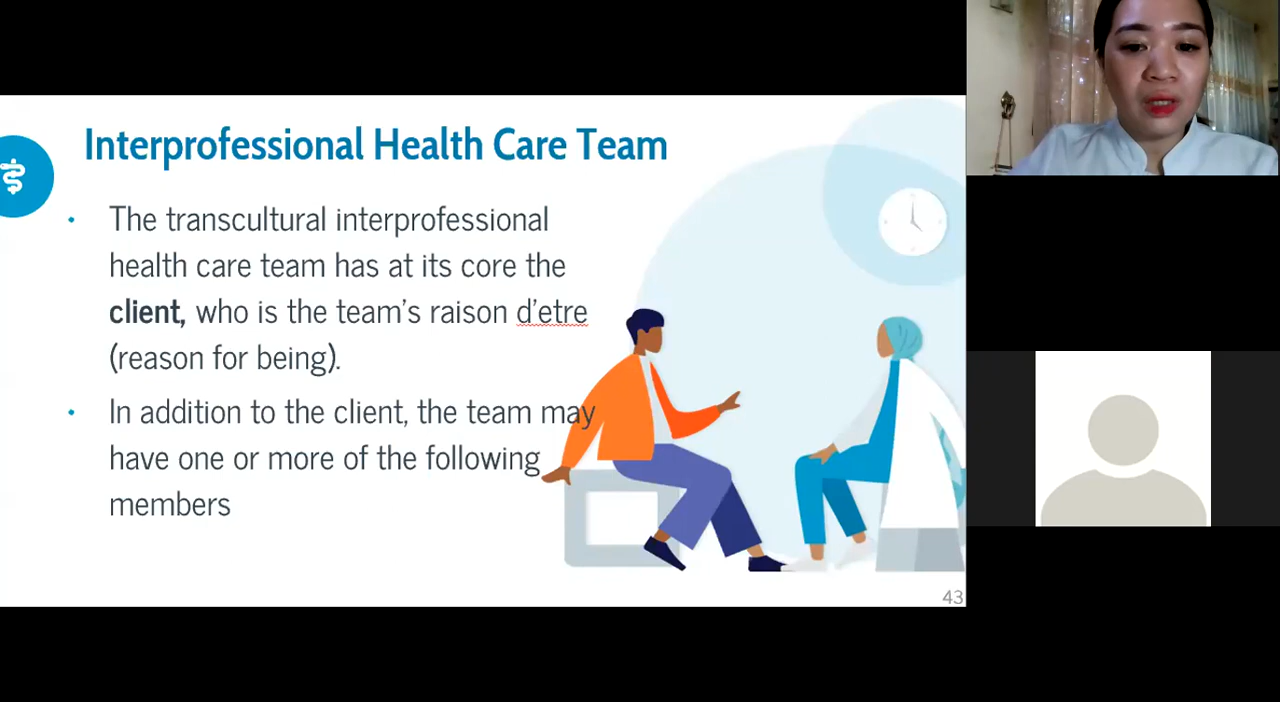 Interprofessional Health Care Team
• The transcultural interprofessional
health care team has at its core the
client, who is the team's raison d'etre
(reason for being).
• In addition to the client, the team may
have one or more of the following
members
43